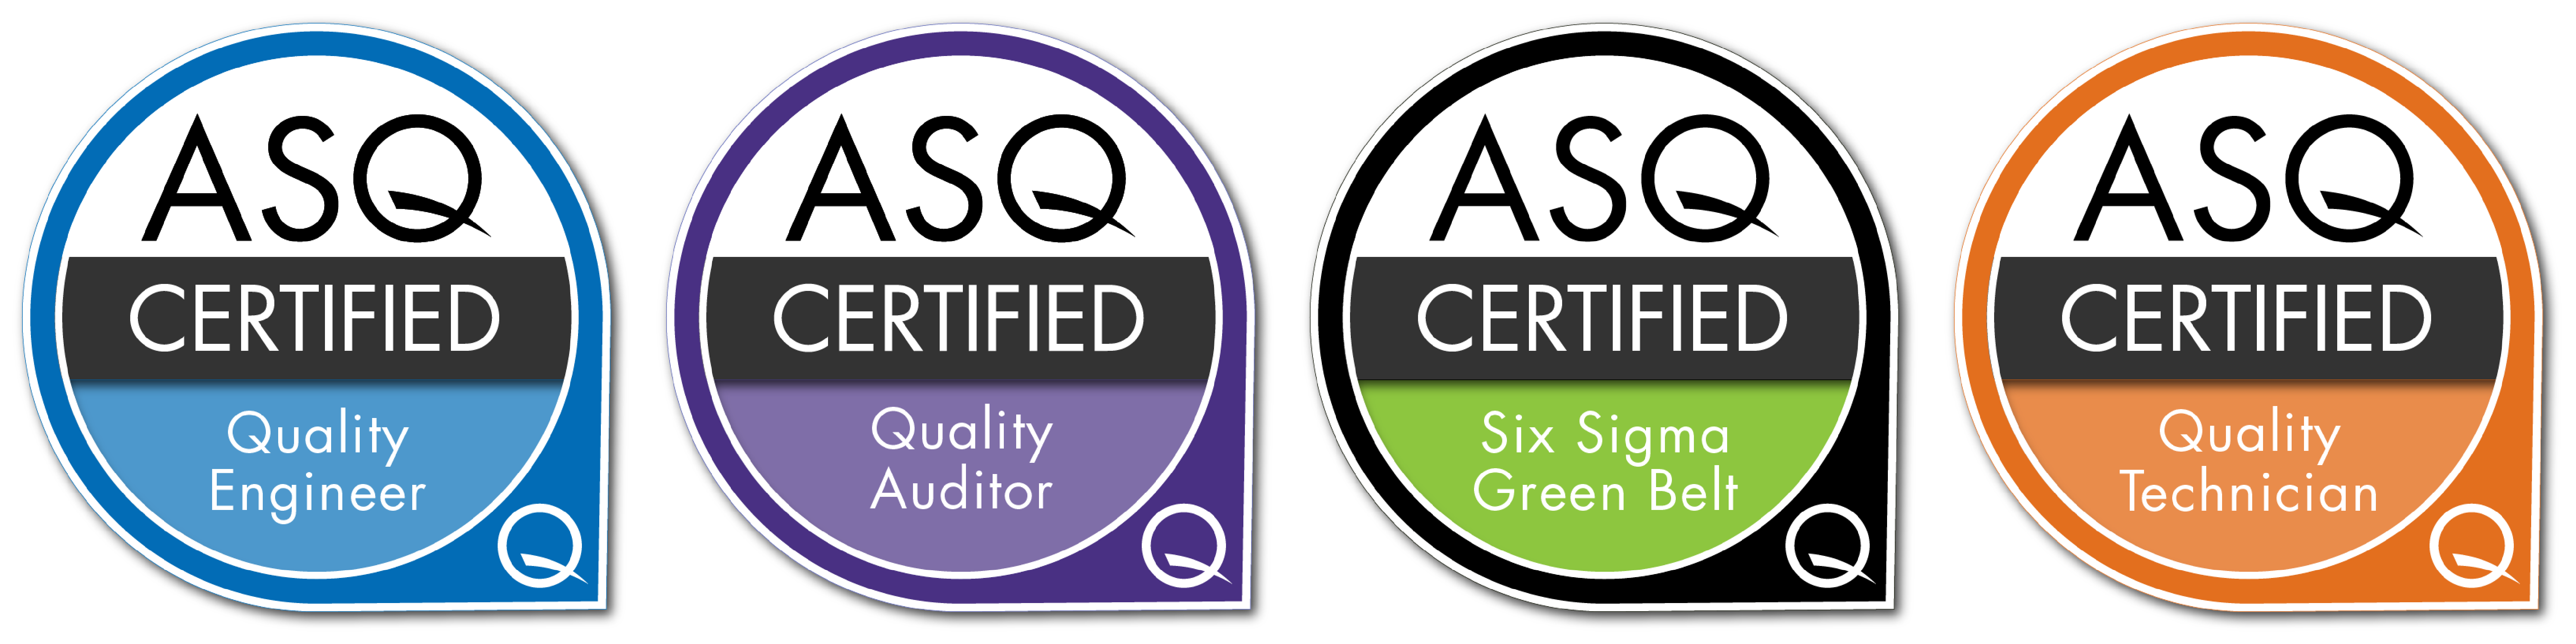 ASQ
CERTIFIED
Quality
Engineer
Q
ASQ
CERTIFIED
Quality
Auditor
Q
ASQ
CERTIFIED
Six Sigma
Green Belt
Q
ASQ
CERTIFIED
Quality
Technician
Q